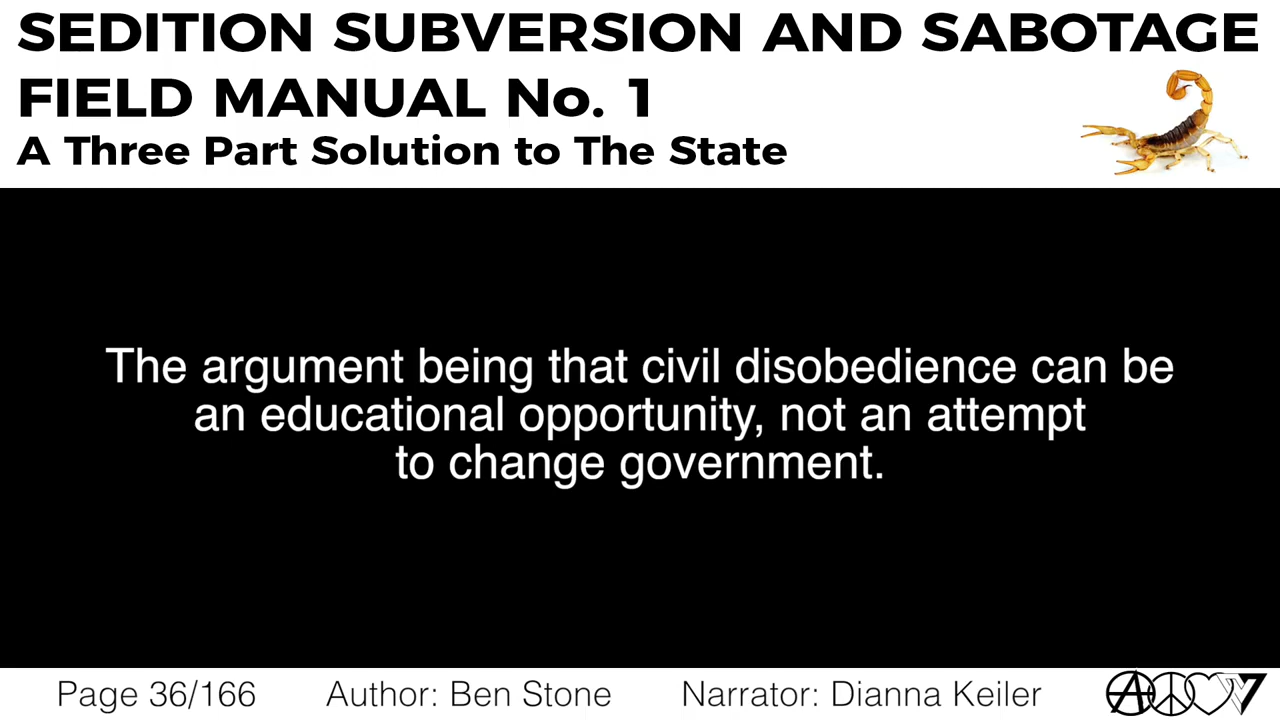 SEDITION SUBVERSION AND SABOTAGE
FIELD MANUAL No. 1
A Three Part Solution to The State
The argument being that civil disobedience can be
an educational opportunity, not an attempt
to change government.
Page 36/166 Author: Ben Stone Narrator: Dianna Keiler